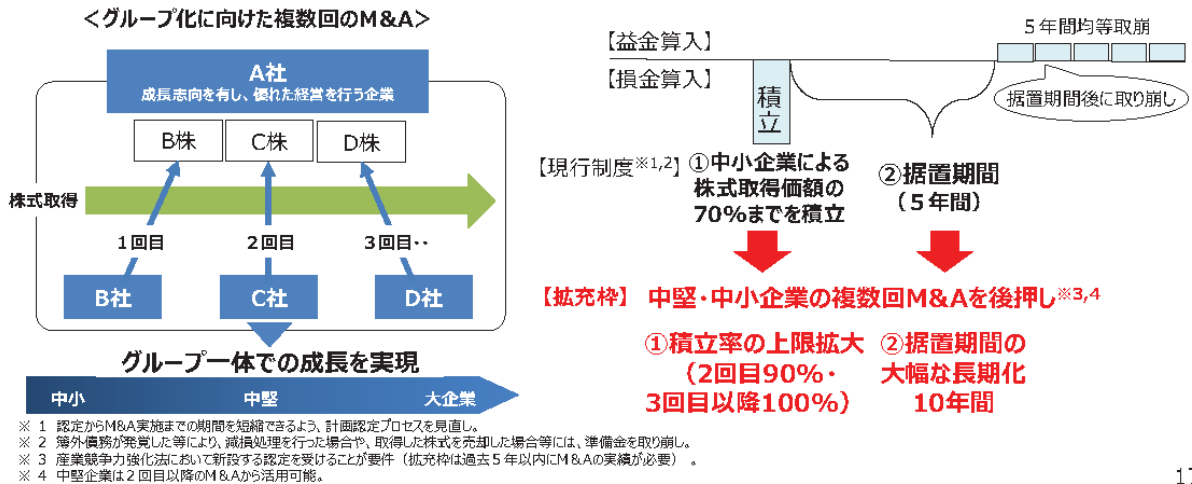 ＜グループ化に向けた複数回のM&A＞
A社
成長志向を有し、優れた経営を行う企業
B株
C株
D株
株式取得
1回目
2回目
3回目‥
B社
C社
D社
グループ一体での成長を実現
中小
中堅
大企業
【益金算入】
【損金算入】
5年間均等取崩
積立
据置期間後に取り崩し
【現行制度※1,2】
①中小企業による
株式取得価額の
70%までを積立
②据置期間
（5年間）
【拡充枠】 中堅・中小企業の複数回M&Aを後押し※3,4
①積立率の上限拡大
（2回目90%・
3回目以降100%）
②据置期間の
大幅な長期化
10年間
※ 1 認定からM&A実施までの期間を短縮できるよう、計画認定プロセスを見直し。
※ 2 簿外債務が発覚した等により、減損処理を行った場合や、取得した株式を売却した場合等には、準備金を取り崩し。
※ 3 産業競争力強化法において新設する認定を受けることが要件（拡充枠は過去5年以内にM&Aの実績が必要）。
※ 4 中堅企業は2回目以降のM&Aから活用可能。